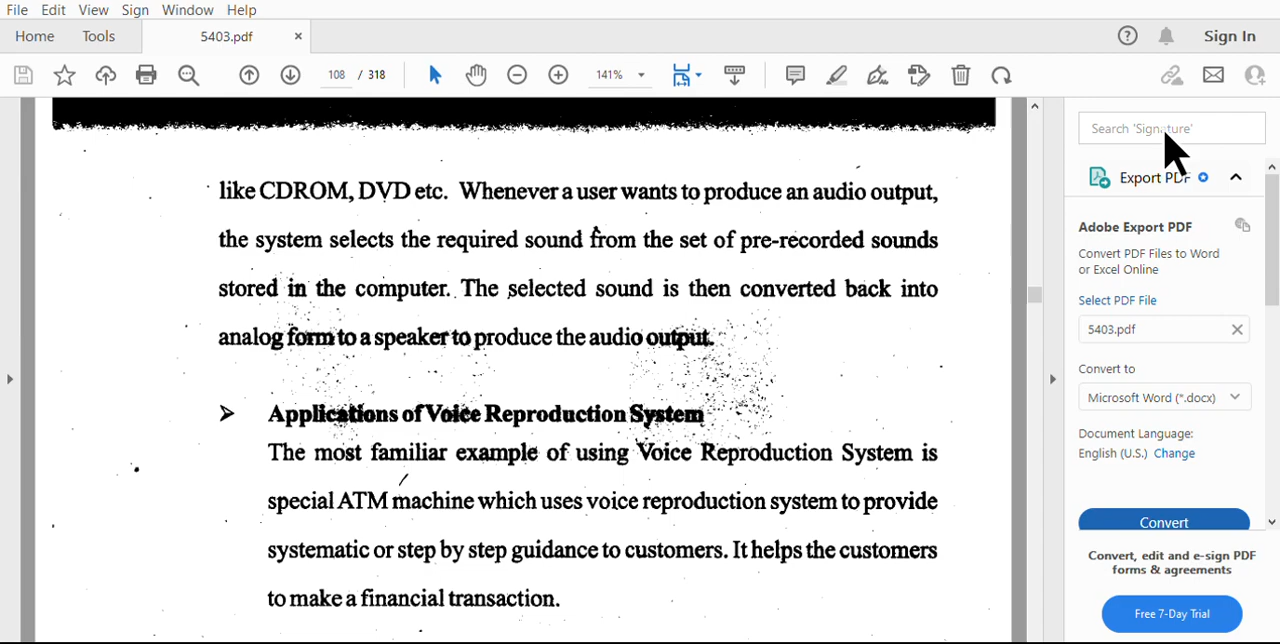 File Edit View Sign Window Help
Home Tools 5403.pdf × Sign In
108 / 318 141%
like CDROM, DVD etc. Whenever a user wants to produce an audio output,
the system selects the required sound from the set of pre-recorded sounds
stored in the computer. The selected sound is then converted back into
analog form to a speaker to produce the audio output.
➤ Applications of Voice Reproduction System
The most familiar example of using Voice Reproduction System is
special ATM machine which uses voice reproduction system to provide
systematic or step by step guidance to customers. It helps the customers
to make a financial transaction.
Search 'Signature'
Export PDF
Adobe Export PDF
Convert PDF Files to Word
or Excel Online
Select PDF File
5403.pdf
Convert to
Microsoft Word (*.docx)
Document Language:
English (U.S.) Change
Convert
Convert, edit and e-sign PDF
forms & agreements
Free 7-Day Trial